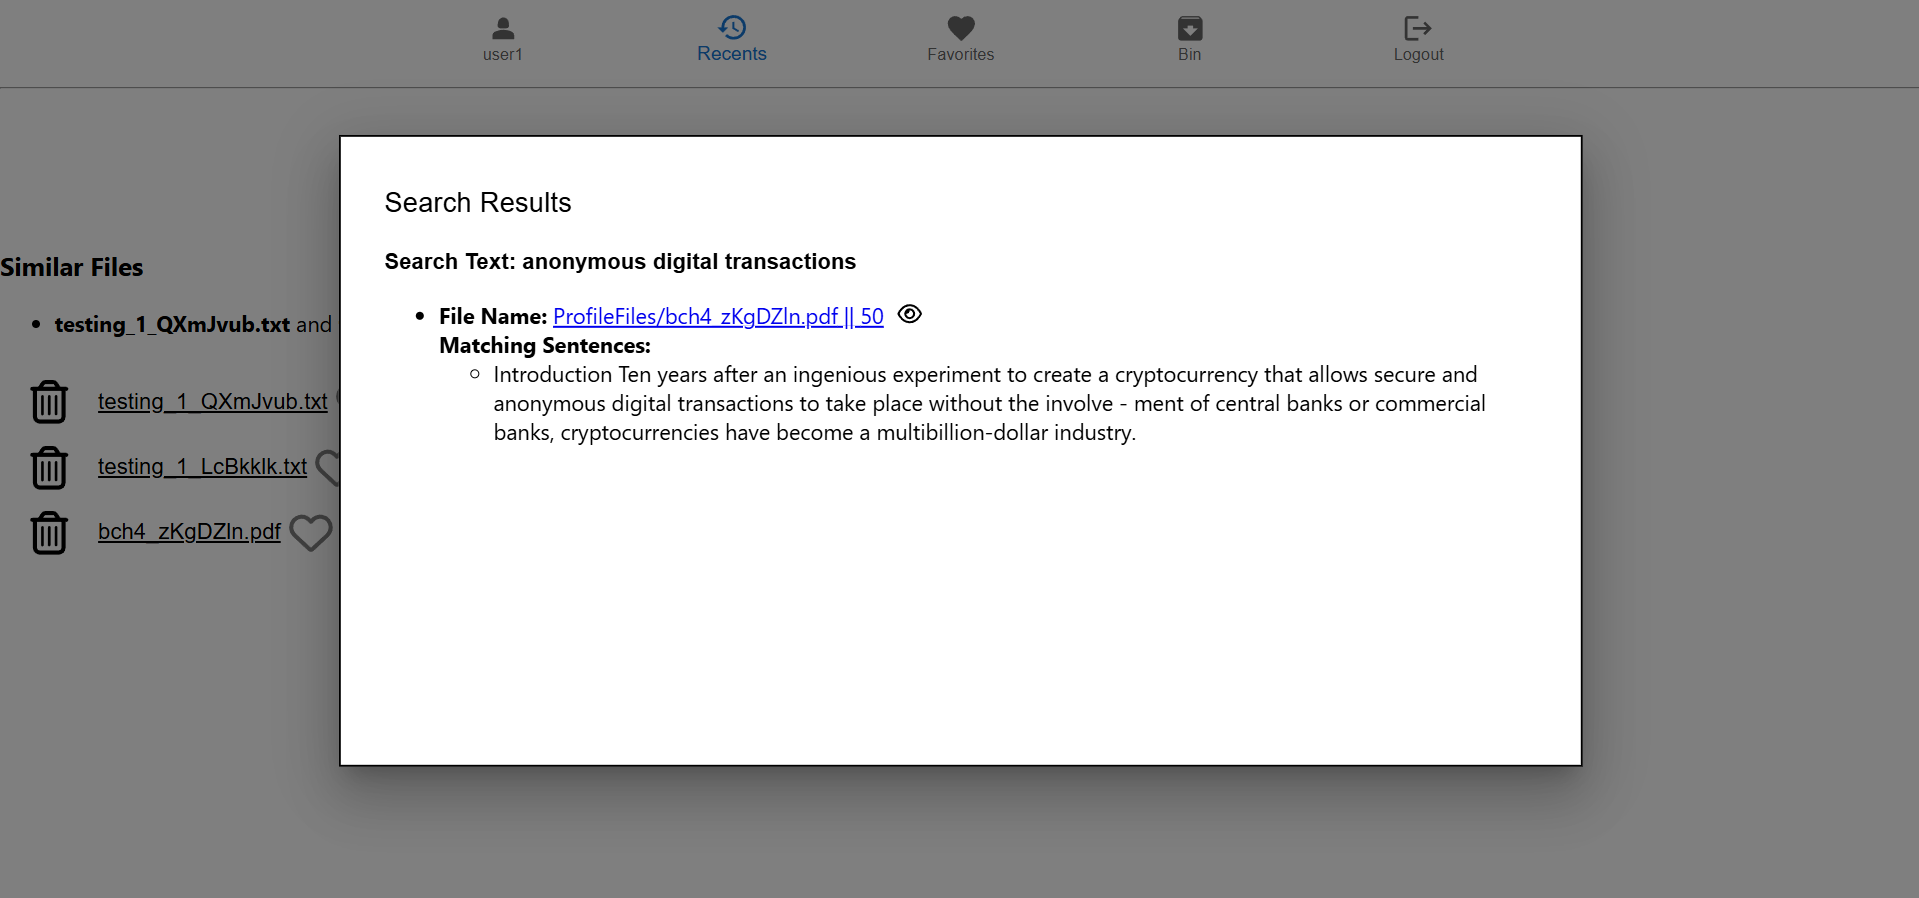 user1
Recents
Favorites
Bin
Logout
Search Results
Search Text: anonymous digital transactions
File Name: ProfileFiles/bch4_zKgDZln.pdf || 50
Matching Sentences:
Introduction Ten years after an ingenious experiment to create a cryptocurrency that allows secure and
anonymous digital transactions to take place without the involve - ment of central banks or commercial
banks, cryptocurrencies have become a multibillion-dollar industry.
Similar Files
testing_1_QXmJvub.txt and
testing_1_QXmJvub.txt
testing_1_LcBkklk.txt
bch4_zKgDZln.pdf